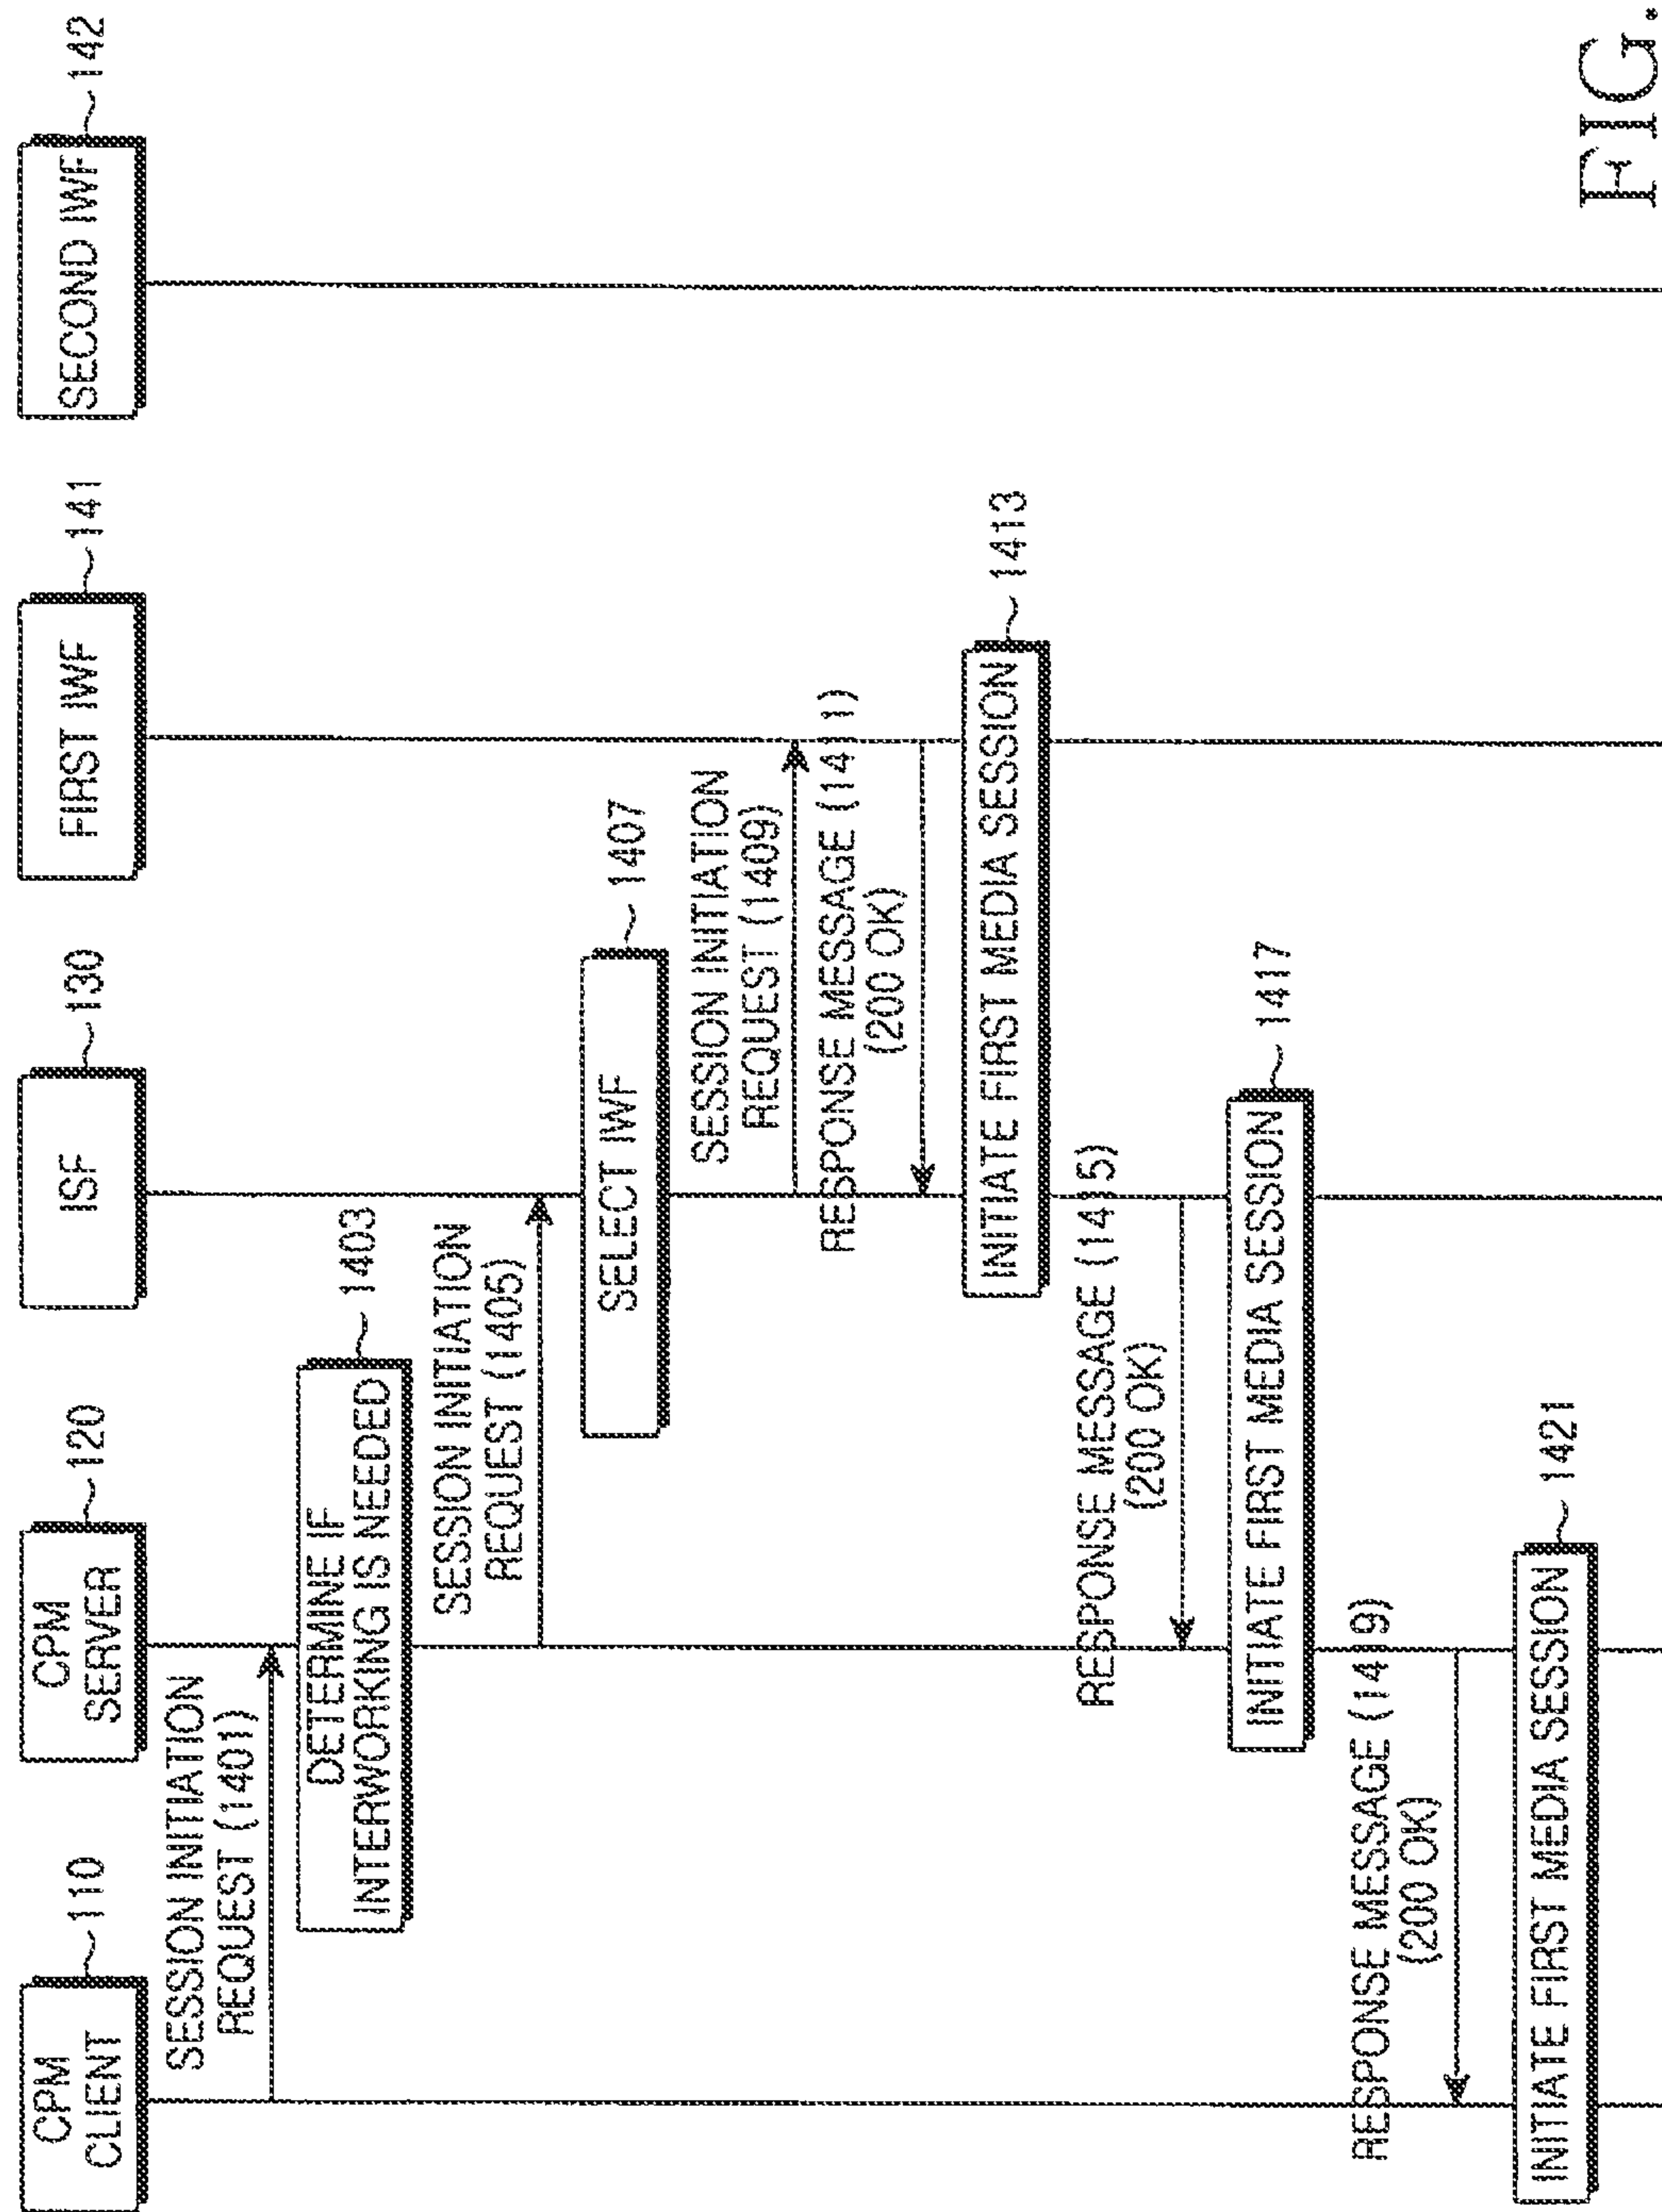 CPM
CLIENT
110
CPM
SERVER
120
ISF
130
FIRST IWF
141
SECOND IWF
142
SESSION INITIATION
REQUEST (1401)
DETERMINE IF
INTERWORKING IS NEEDED
1403
SESSION INITIATION
REQUEST (1405)
SELECT IWF
1407
SESSION INITIATION
REQUEST (1409)
RESPONSE MESSAGE (1411)
(200 OK)
INITIATE FIRST MEDIA SESSION
1413
RESPONSE MESSAGE (1415)
(200 OK)
INITIATE FIRST MEDIA SESSION
1417
RESPONSE MESSAGE (1419)
(200 OK)
INITIATE FIRST MEDIA SESSION
1421
FIG.